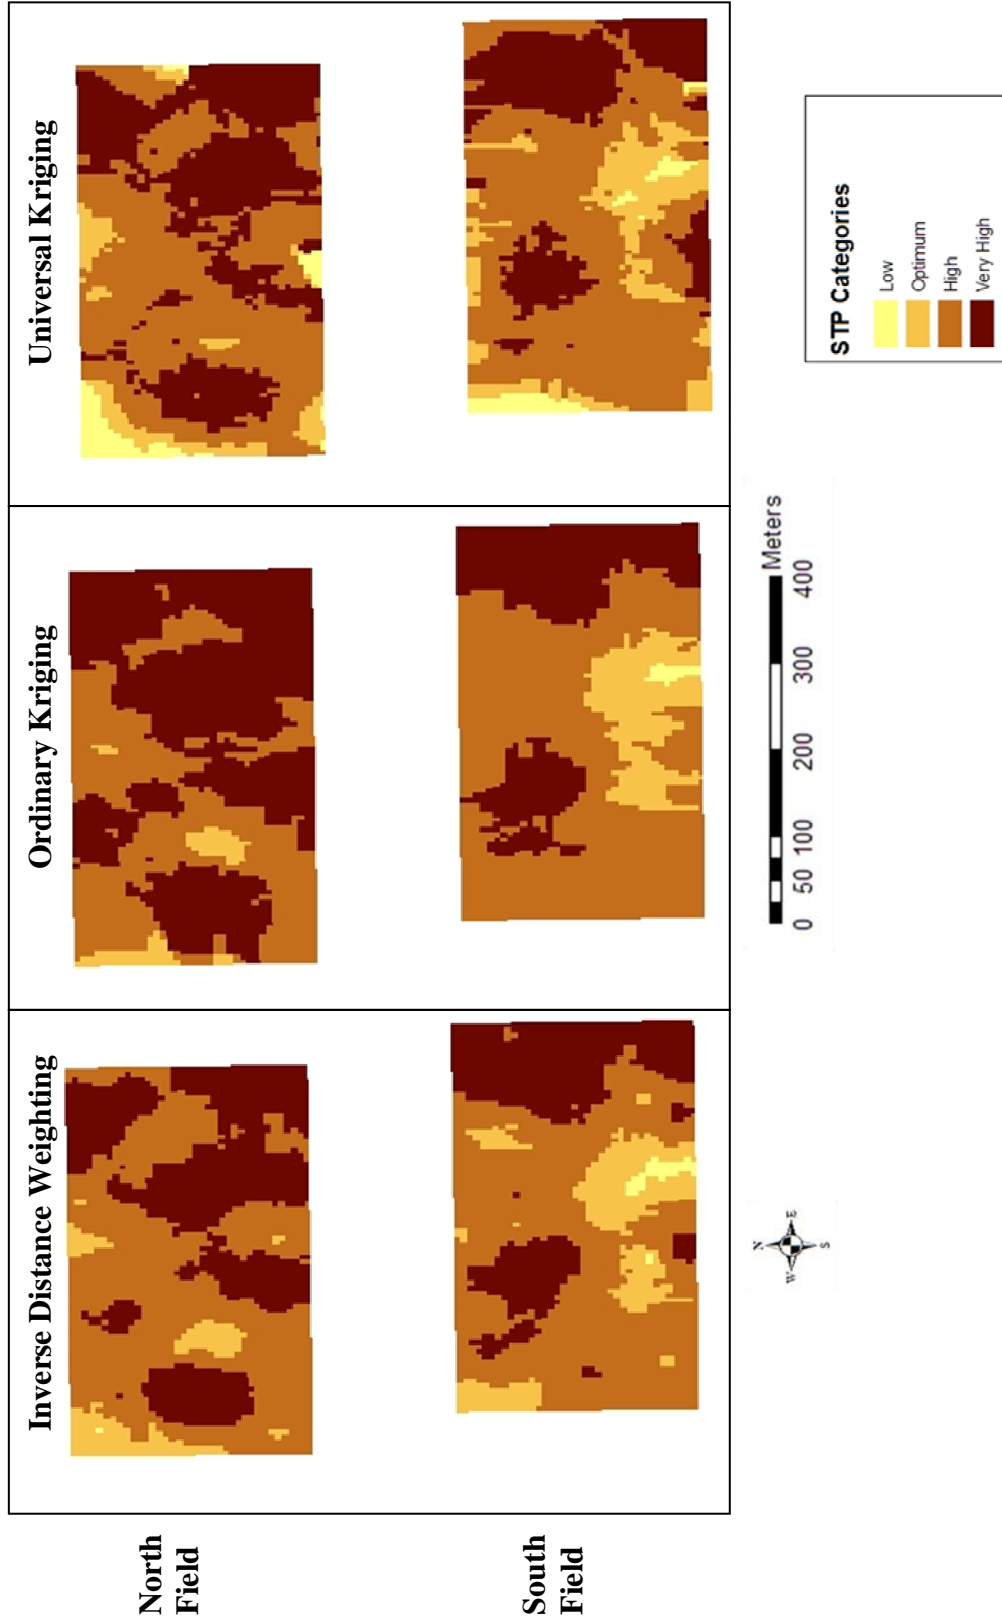 Inverse Distance Weighting
Ordinary Kriging
Universal Kriging
North
Field
South
Field
N
W
E
S
0 50 100 200 300 400
Meters
STP Categories
Low
Optimum
High
Very High